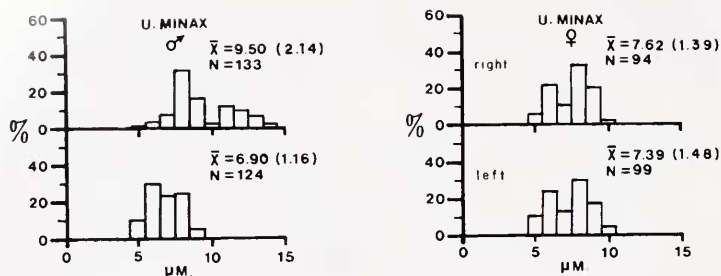 U. MINAX
♂
X̄ = 9.50 (2.14)
N = 133
60
40
20
0
%
X̄ = 6.90 (1.16)
N = 124
60
40
20
0
0 5 10 15
µM.
U. MINAX
♀
right
X̄ = 7.62 (1.39)
N = 94
60
40
20
0
%
left
X̄ = 7.39 (1.48)
N = 99
60
40
20
0
0 5 10 15
µM.